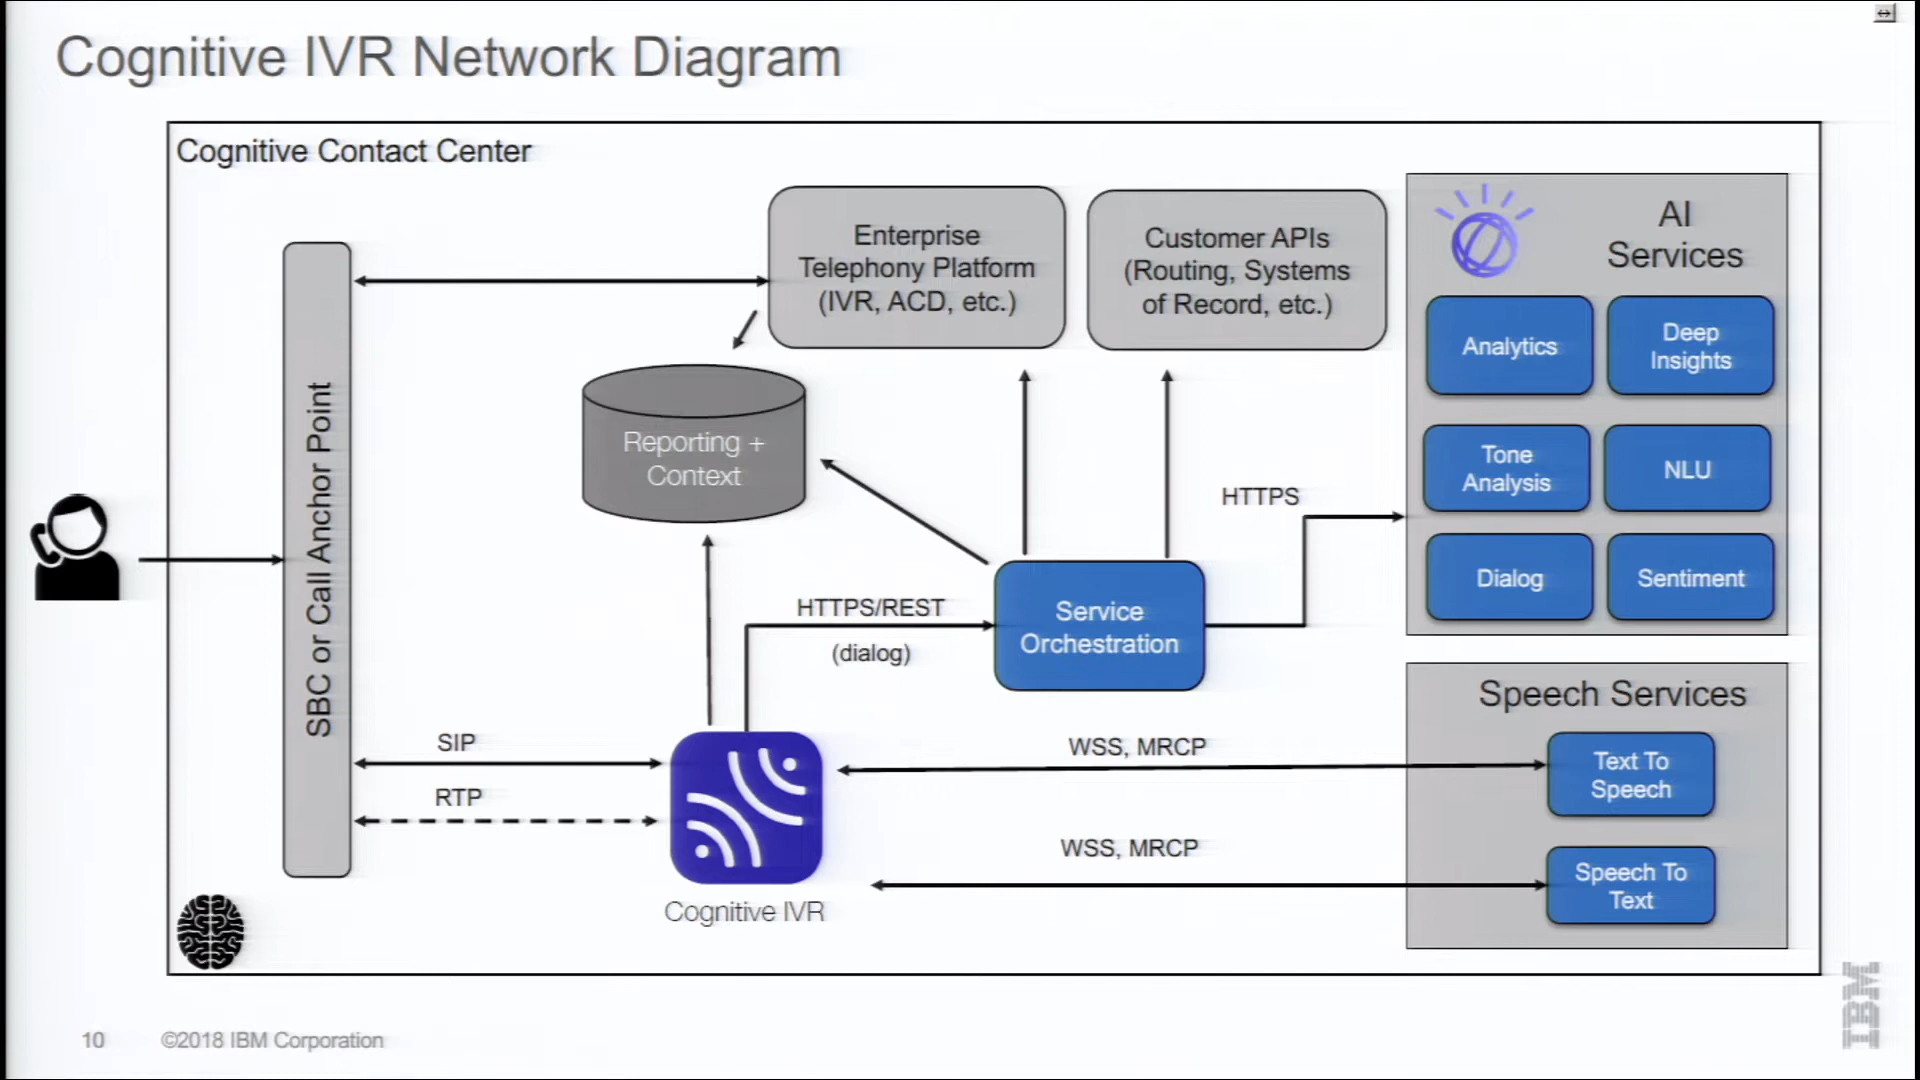 Cognitive IVR Network Diagram
Cognitive Contact Center
SBC or Call Anchor Point
Enterprise
Telephony Platform
(IVR, ACD, etc.)
Customer APIs
(Routing, Systems
of Record, etc.)
AI
Services
Analytics
Deep
Insights
Tone
Analysis
NLU
Dialog
Sentiment
Reporting +
Context
HTTPS
HTTPS/REST
(dialog)
Service
Orchestration
SIP
RTP
Cognitive IVR
WSS, MRCP
WSS, MRCP
Speech Services
Text To
Speech
Speech To
Text
10
©2018 IBM Corporation
IBM